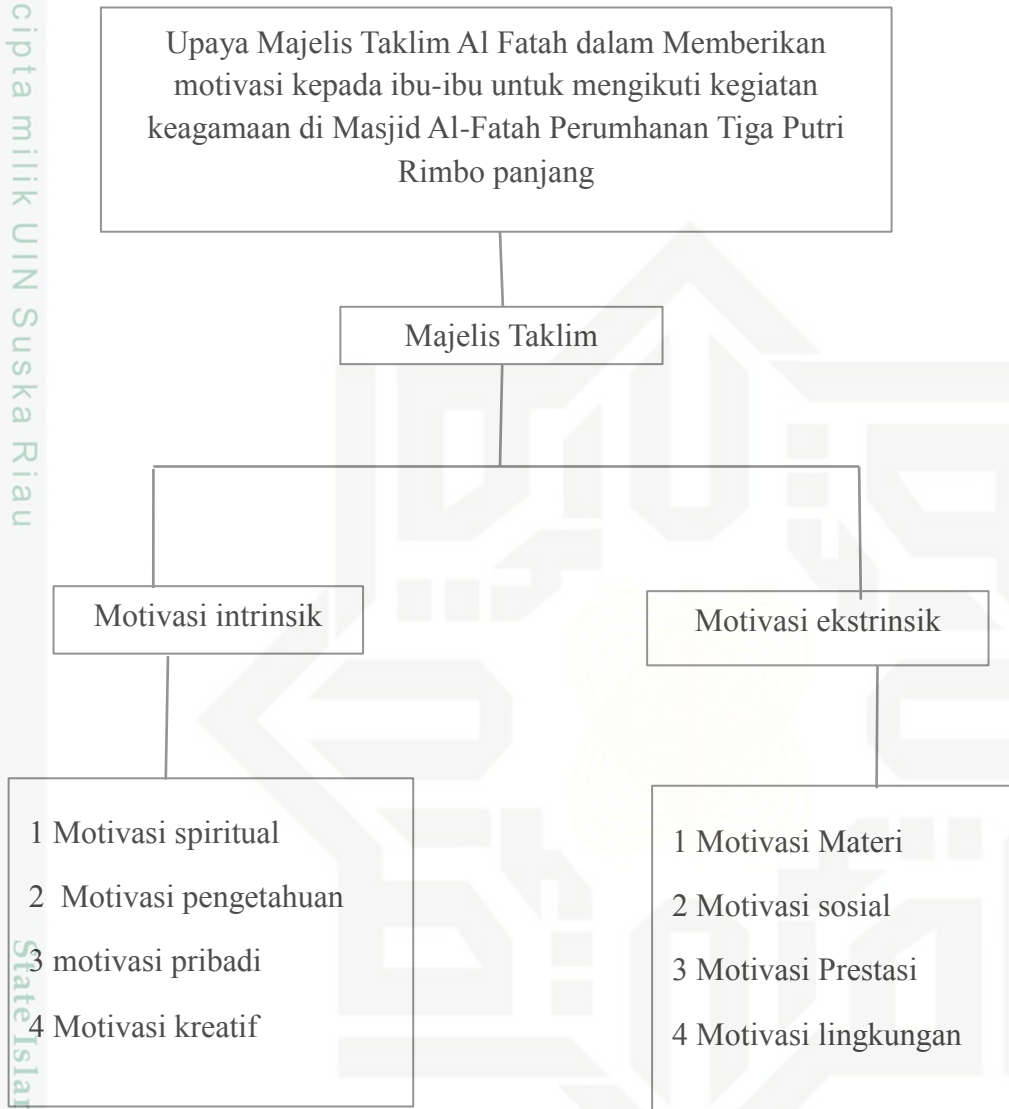 cipta milik UIN Suska Riau
State Islam
Upaya Majelis Taklim Al Fatah dalam Memberikan
motivasi kepada ibu-ibu untuk mengikuti kegiatan
keagamaan di Masjid Al-Fatah Perumhanan Tiga Putri
Rimbo panjang
Majelis Taklim
Motivasi intrinsik
Motivasi ekstrinsik
1 Motivasi spiritual
2 Motivasi pengetahuan
3 motivasi pribadi
4 Motivasi kreatif
1 Motivasi Materi
2 Motivasi sosial
3 Motivasi Prestasi
4 Motivasi lingkungan